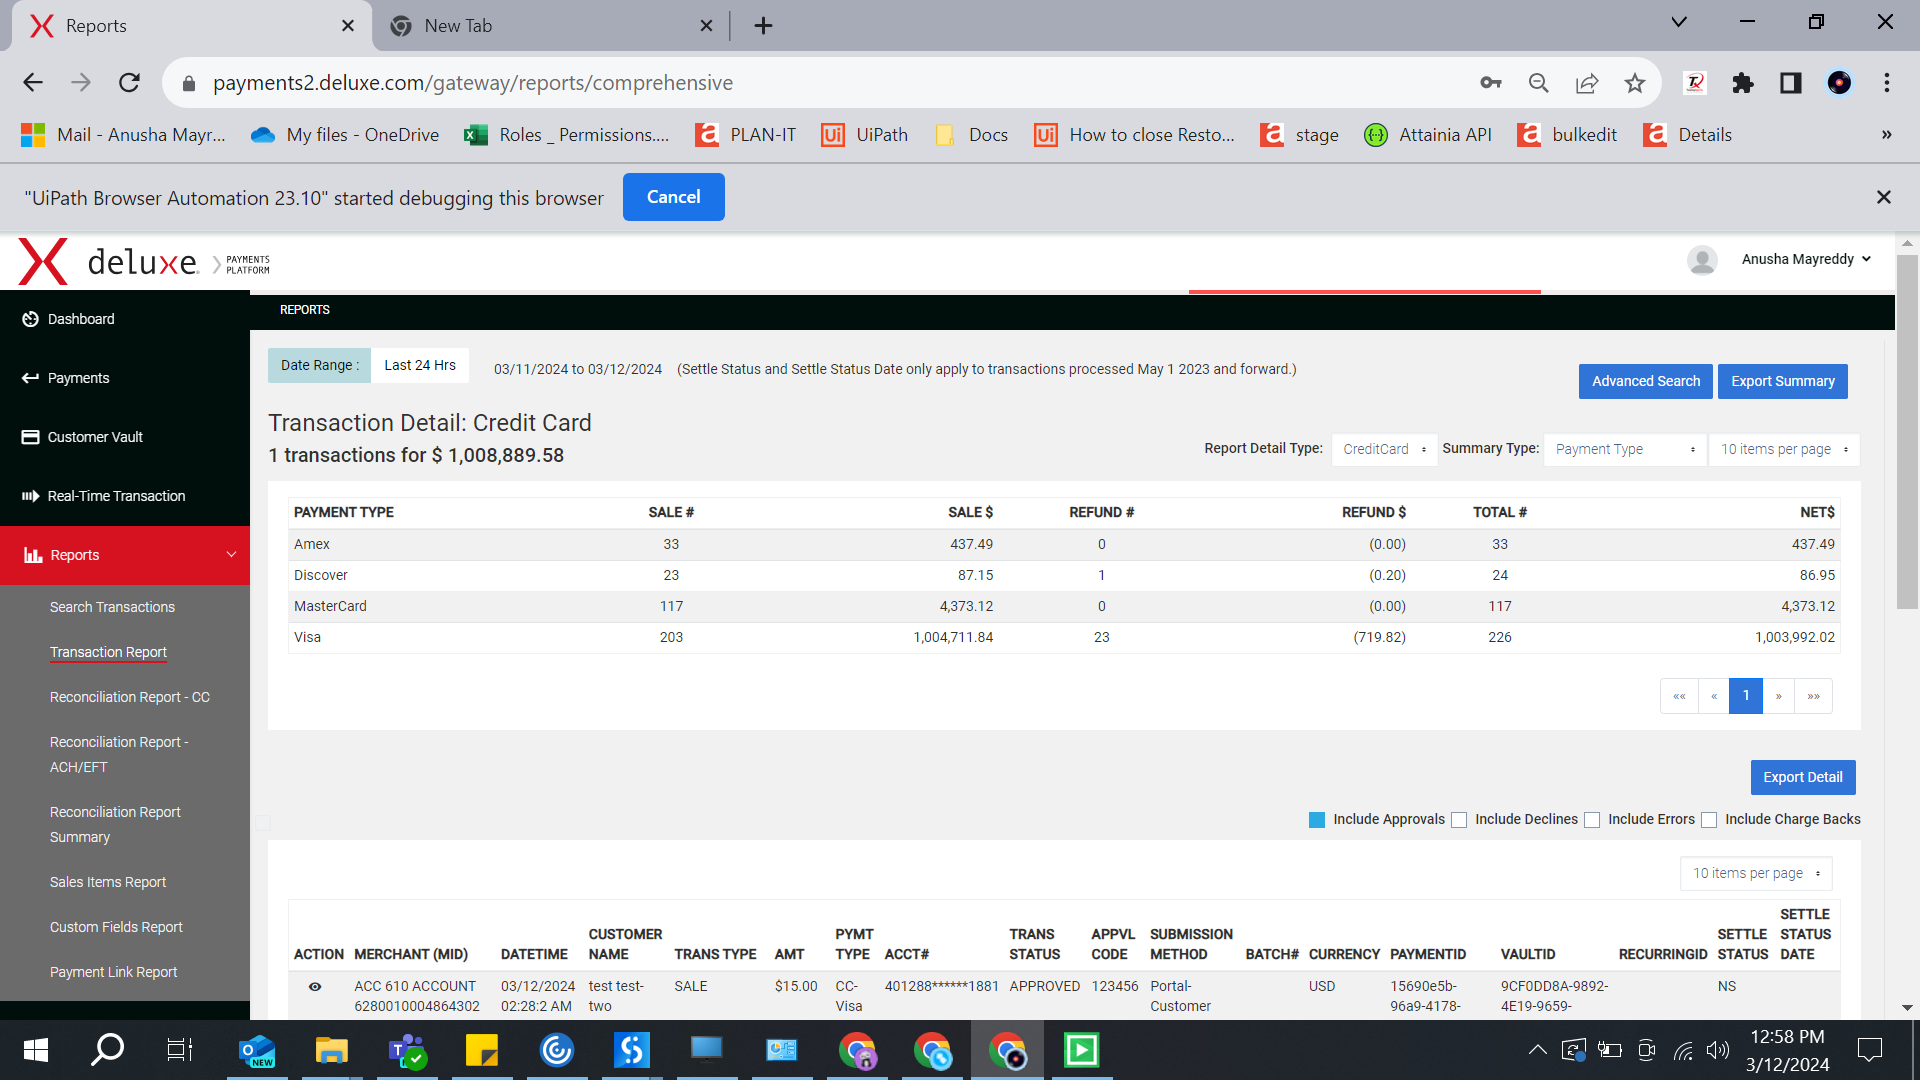 Reports
New Tab
payments2.deluxe.com/gateway/reports/comprehensive
Mail - Anusha Mayr...
My files - OneDrive
Roles _ Permissions....
PLAN-IT
UiPath
Docs
How to close Resto...
stage
Attainia API
bulkedit
Details
"UiPath Browser Automation 23.10" started debugging this browser
Cancel
deluxe.
PAYMENTS
PLATFORM
Anusha Mayreddy
Dashboard
Payments
Customer Vault
Real-Time Transaction
Reports
Search Transactions
Transaction Report
Reconciliation Report - CC
Reconciliation Report -
ACH/EFT
Reconciliation Report
Summary
Sales Items Report
Custom Fields Report
Payment Link Report
REPORTS
Date Range : Last 24 Hrs 03/11/2024 to 03/12/2024 (Settle Status and Settle Status Date only apply to transactions processed May 1 2023 and forward.)
Advanced Search Export Summary
Transaction Detail: Credit Card
1 transactions for $ 1,008,889.58
Report Detail Type: CreditCard Summary Type: Payment Type 10 items per page
PAYMENT TYPE SALE # SALE $ REFUND # REFUND $ TOTAL # NET$
Amex 33 437.49 0 (0.00) 33 437.49
Discover 23 87.15 1 (0.20) 24 86.95
MasterCard 117 4,373.12 0 (0.00) 117 4,373.12
Visa 203 1,004,711.84 23 (719.82) 226 1,003,992.02
«« « 1 » »»
Export Detail
Include Approvals Include Declines Include Errors Include Charge Backs
10 items per page
ACTION
MERCHANT (MID)
DATETIME
CUSTOMER
NAME
TRANS TYPE
AMT
PYMT
TYPE
ACCT#
TRANS
STATUS
APPVL
CODE
SUBMISSION
METHOD
BATCH#
CURRENCY
PAYMENTID
VAULTID
RECURRINGID
SETTLE
STATUS
SETTLE
STATUS
DATE
ACC 610 ACCOUNT
6280010004864302
03/12/2024
02:28:2 AM
test test-
two
SALE
$15.00
CC-
Visa
401288******1881
APPROVED
123456
Portal-
Customer
USD
15690e5b-
96a9-4178-
9CF0DD8A-9892-
4E19-9659-
NS
NEW
12:58 PM
3/12/2024